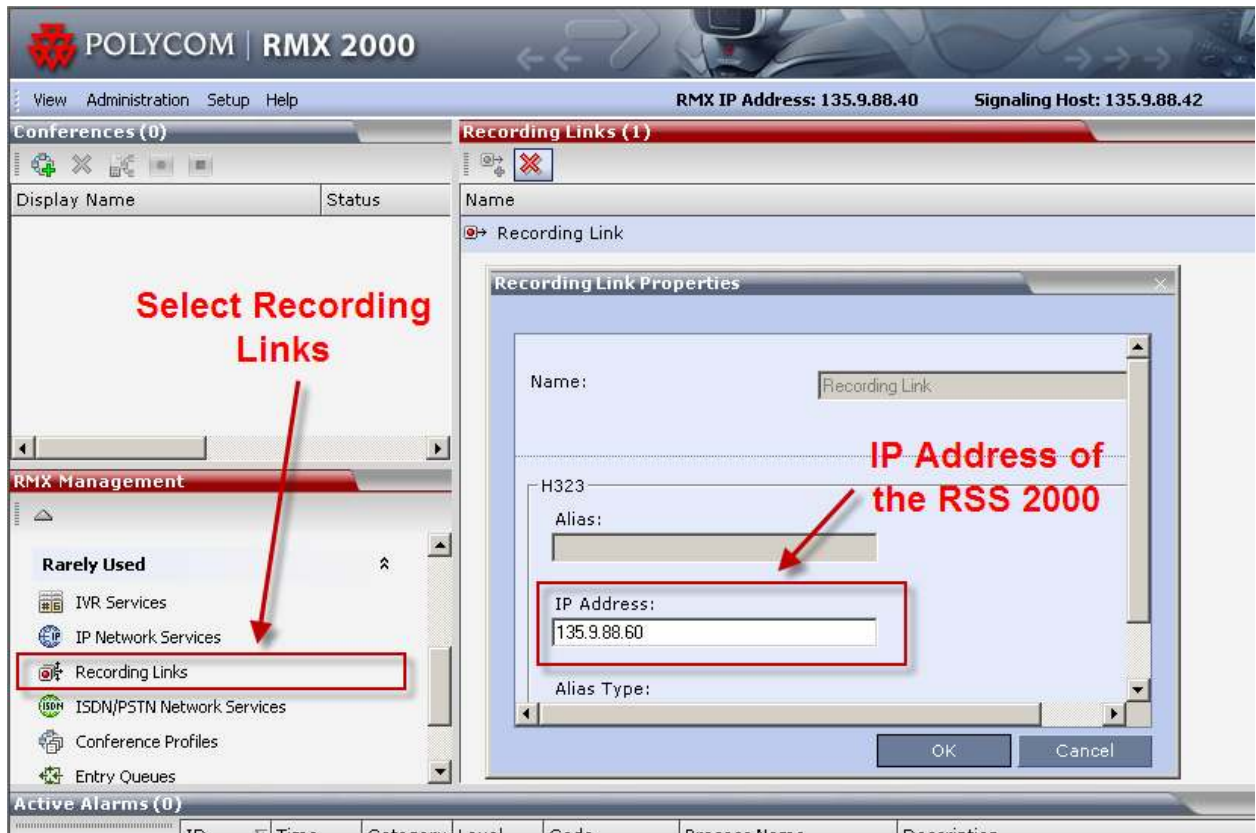 POLYCOM | RMX 2000
View Administration Setup Help RMX IP Address: 135.9.88.40 Signaling Host: 135.9.88.42
Conferences (0)
Display Name Status
Recording Links (1)
Name
Recording Link
Select Recording
Links
Recording Link Properties
Name: Recording Link
IP Address of
the RSS 2000
H323
Alias:
IP Address:
135.9.88.60
Alias Type:
OK Cancel
RMX Management
Rarely Used
IVR Services
IP Network Services
Recording Links
ISDN/PSTN Network Services
Conference Profiles
Entry Queues
Active Alarms (0)
ID Time Category Level Code Process Name Description